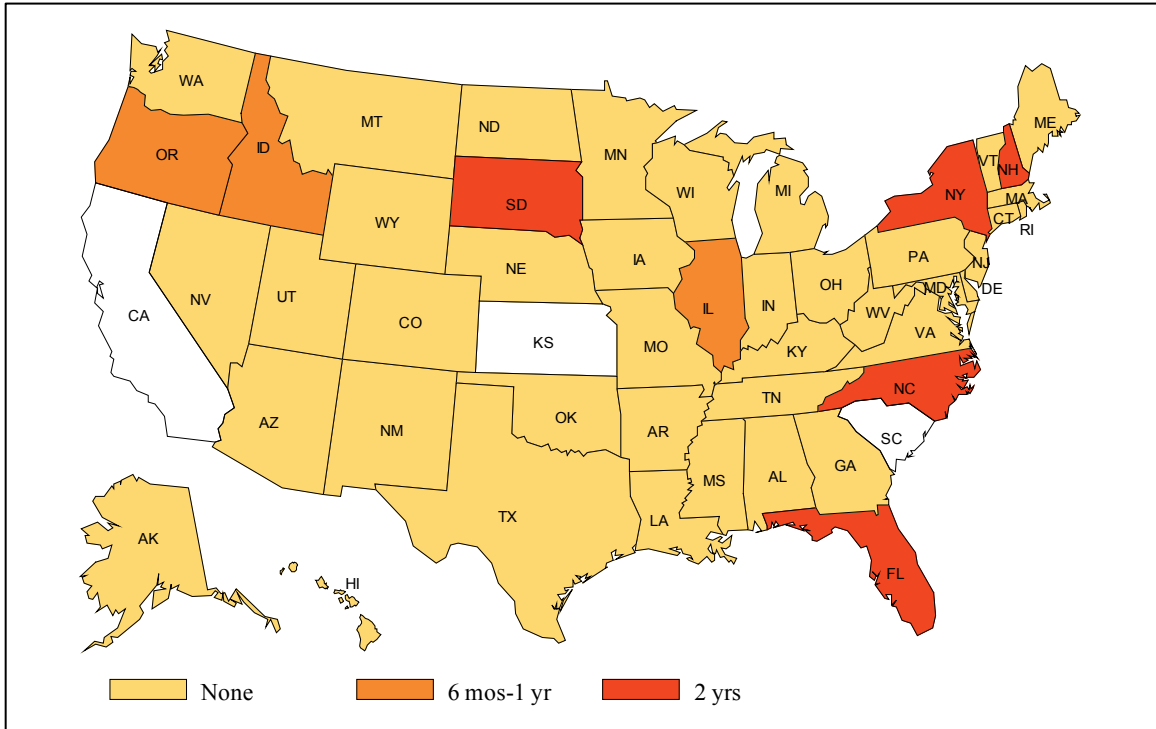 WA
MT
ND
MN
ME
OR
ID
VT
NH
WI
MI
NY
MA
SD
CT
RI
WY
IA
PA
NJ
NE
OH
MD
DE
NV
UT
IL
IN
WV
CA
CO
VA
KS
MO
KY
NC
TN
OK
AZ
NM
AR
SC
GA
MS
AL
TX
LA
AK
FL
HI
None
6 mos-1 yr
2 yrs